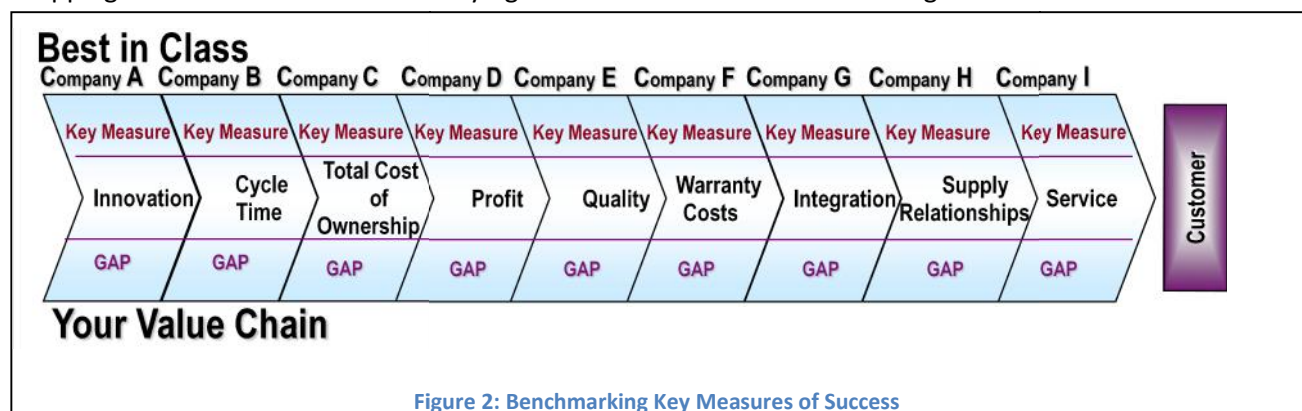 Best in Class
Company A Company B Company C Company D Company E Company F Company G Company H Company I
Key Measure Key Measure Key Measure Key Measure Key Measure Key Measure Key Measure Key Measure Key Measure
Innovation
Cycle
Time
Total Cost
of
Ownership
Profit
Quality
Warranty
Costs
Integration
Supply
Relationships
Service
Customer
GAP GAP GAP GAP GAP GAP GAP GAP GAP
Your Value Chain
Figure 2: Benchmarking Key Measures of Success